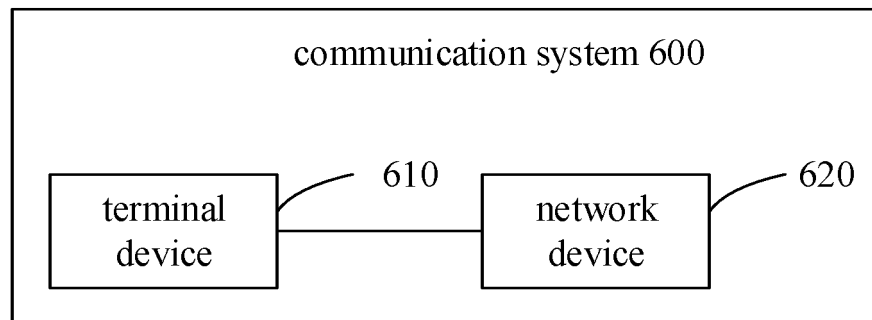 communication system 600
610
620
terminal
device
network
device